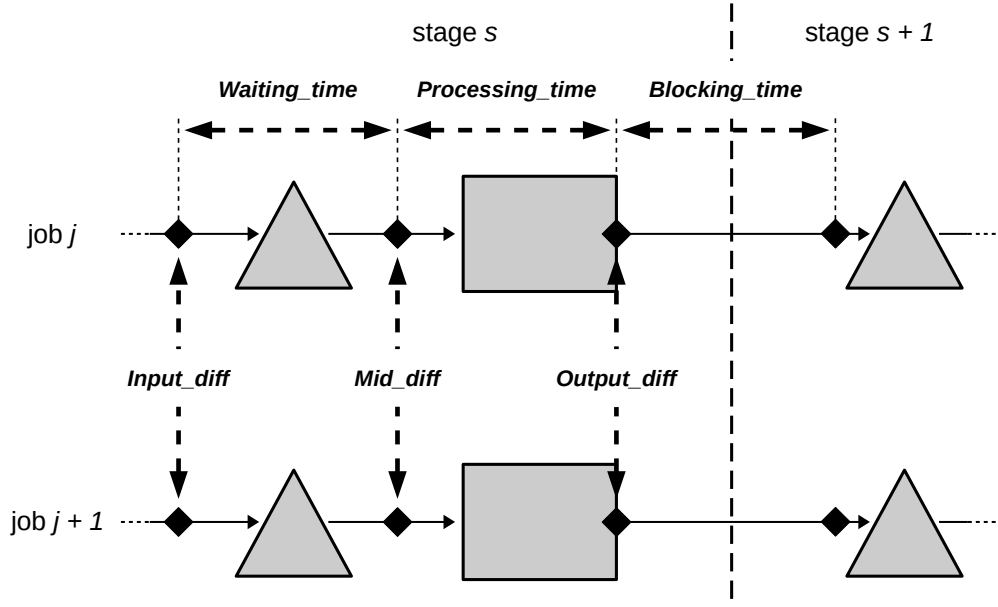 stage s
stage s + 1
Waiting_time
Processing_time
Blocking_time
job j
Input_diff
Mid_diff
Output_diff
job j + 1